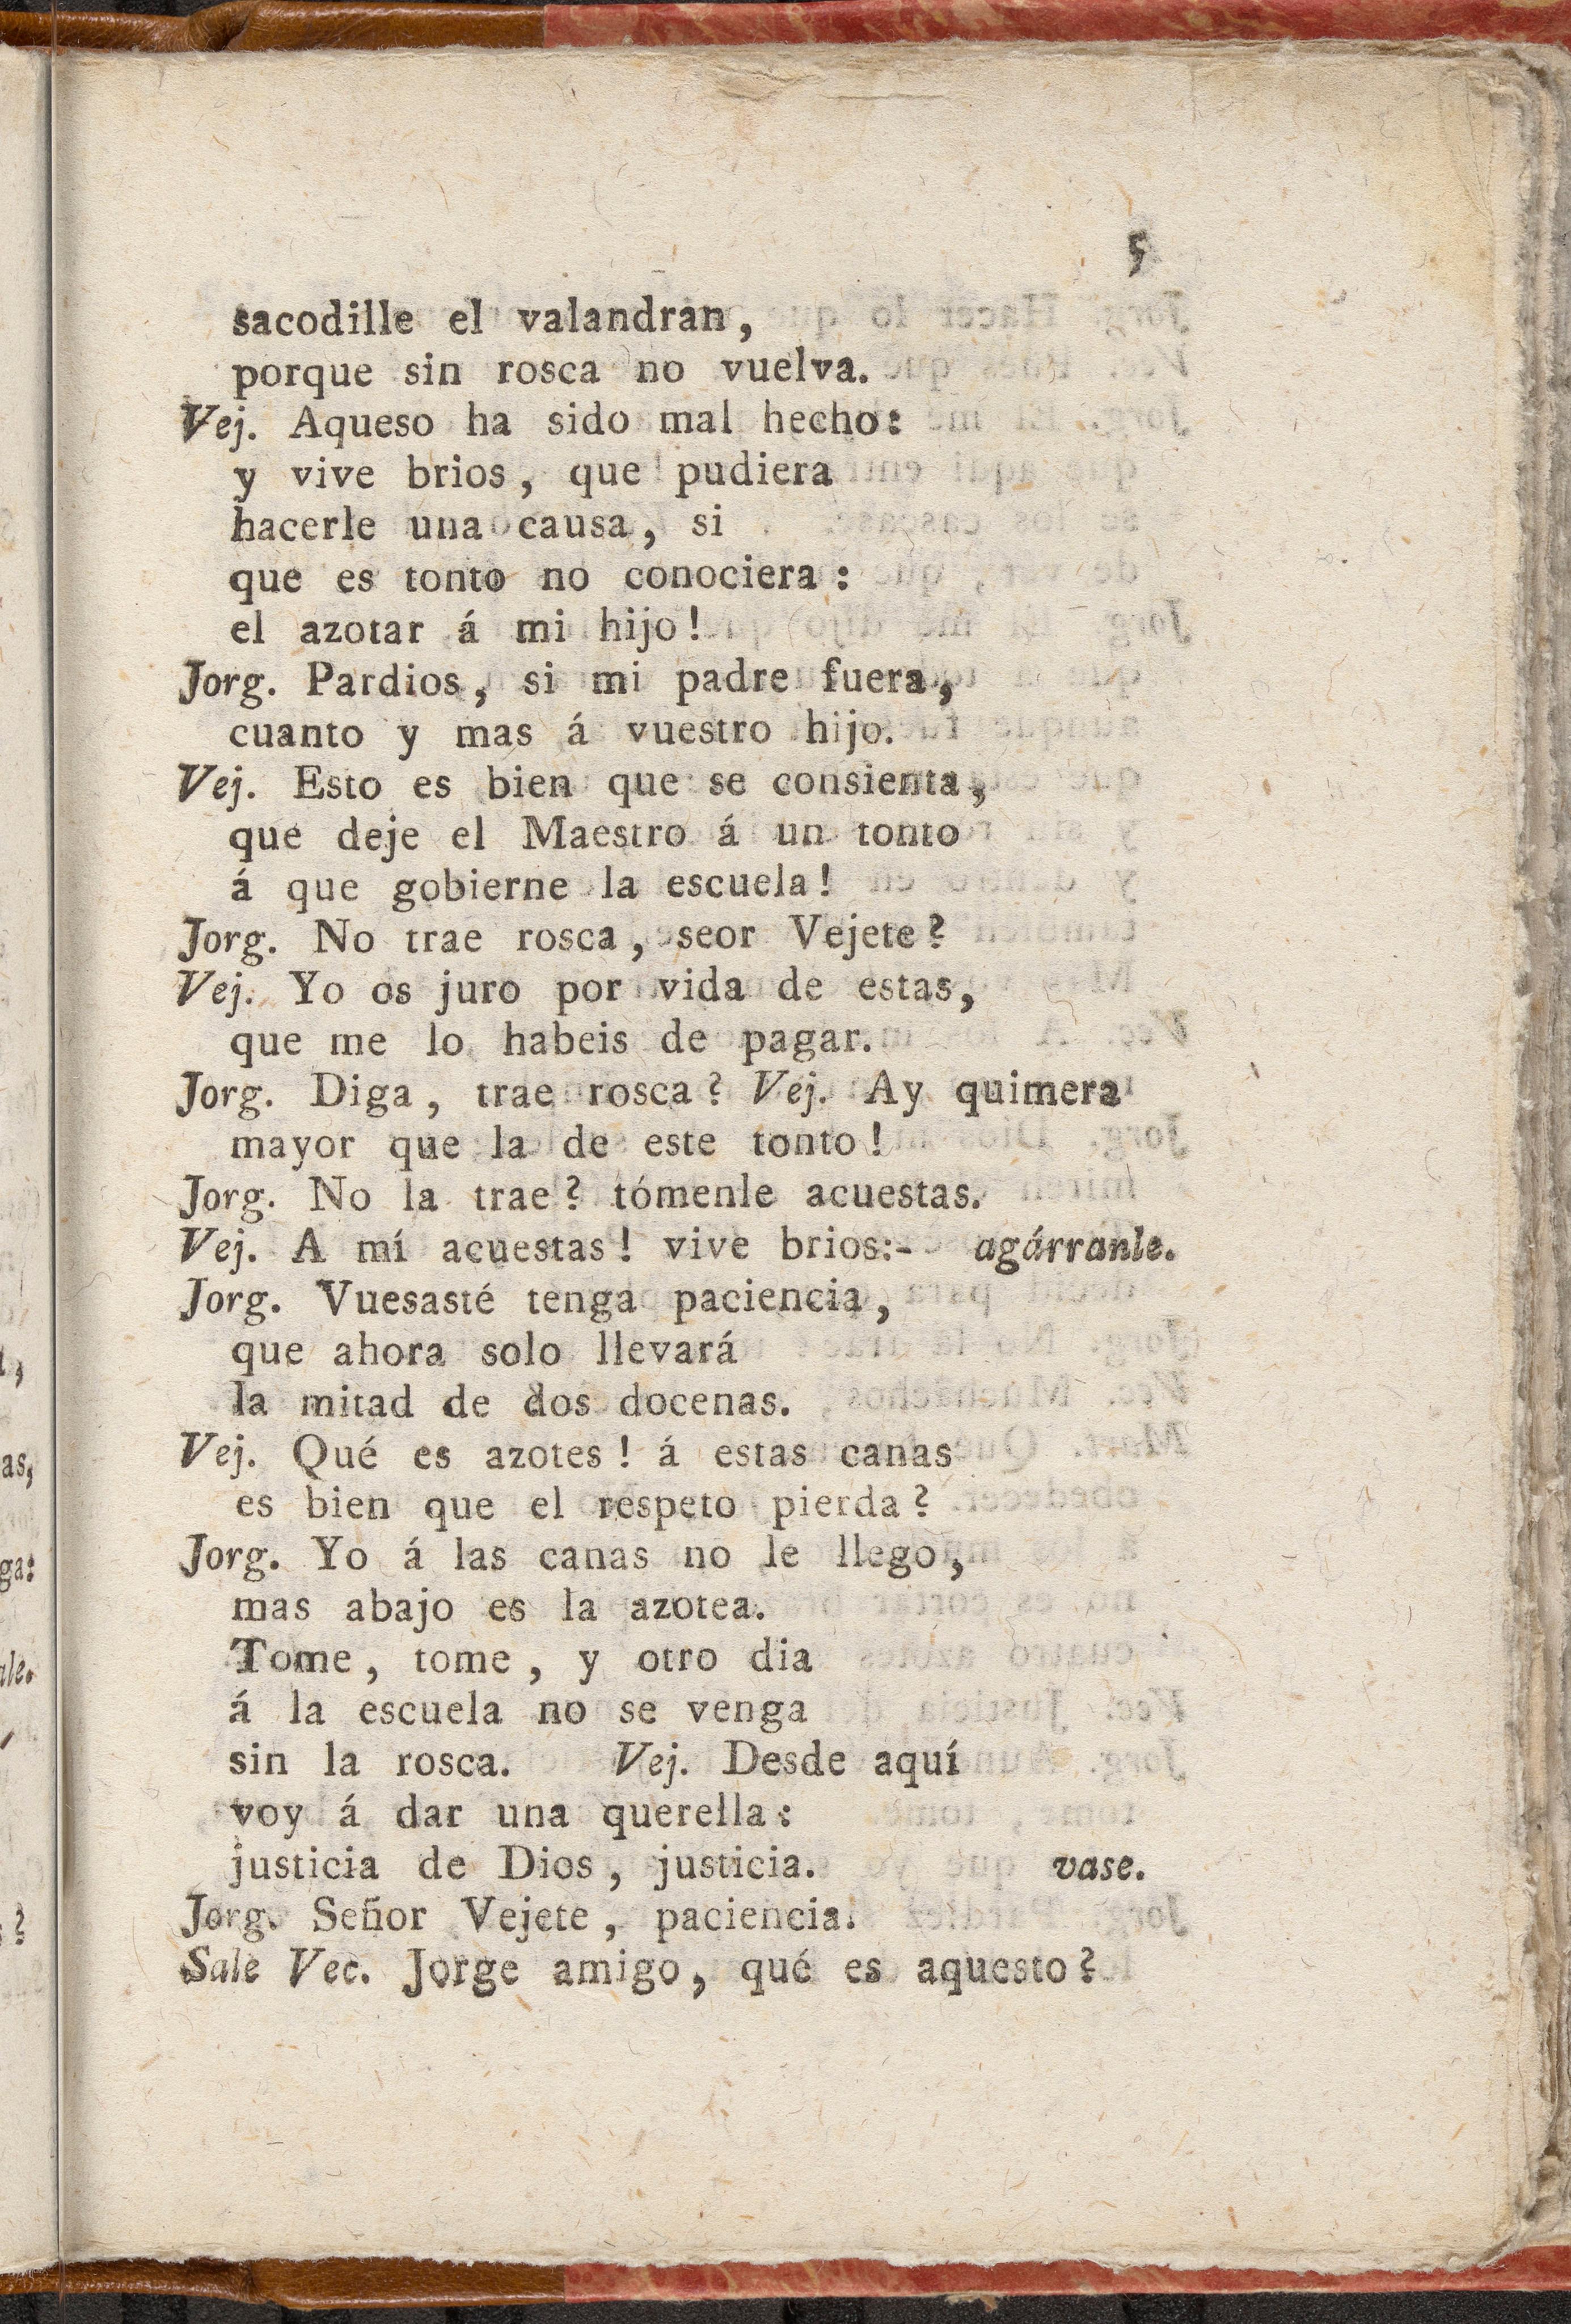 5
sacodille el valandran,
porque sin rosca no vuelva.
Vej. Aqueso ha sido mal hecho:
y vive brios, que pudiera
hacerle una causa, si
que es tonto no conociera:
el azotar á mi hijo!
Jorg. Pardios, si mi padre fuera,
cuanto y mas á vuestro hijo.
Vej. Esto es bien que se consienta,
que deje el Maestro á un tonto
á que gobierne la escuela!
Jorg. No trae rosca, seor Vejete?
Vej. Yo os juro por vida de estas,
que me lo habeis de pagar.
Jorg. Diga, trae rosca? Vej. Ay quimera
mayor que la de este tonto!
Jorg. No la trae? tómenle acuestas.
Vej. A mí acuestas! vive brios:- agárranle.
Jorg. Vuesasté tenga paciencia,
que ahora solo llevará
la mitad de dos docenas.
Vej. Qué es azotes! á estas canas
es bien que el respeto pierda?
Jorg. Yo á las canas no le llego,
mas abajo es la azotea.
Tome, tome, y otro dia
á la escuela no se venga
sin la rosca. Vej. Desde aquí
voy á dar una querella:
justicia de Dios, justicia. vase.
Jorg. Señor Vejete, paciencia.
Sale Vec. Jorge amigo, qué es aquesto?